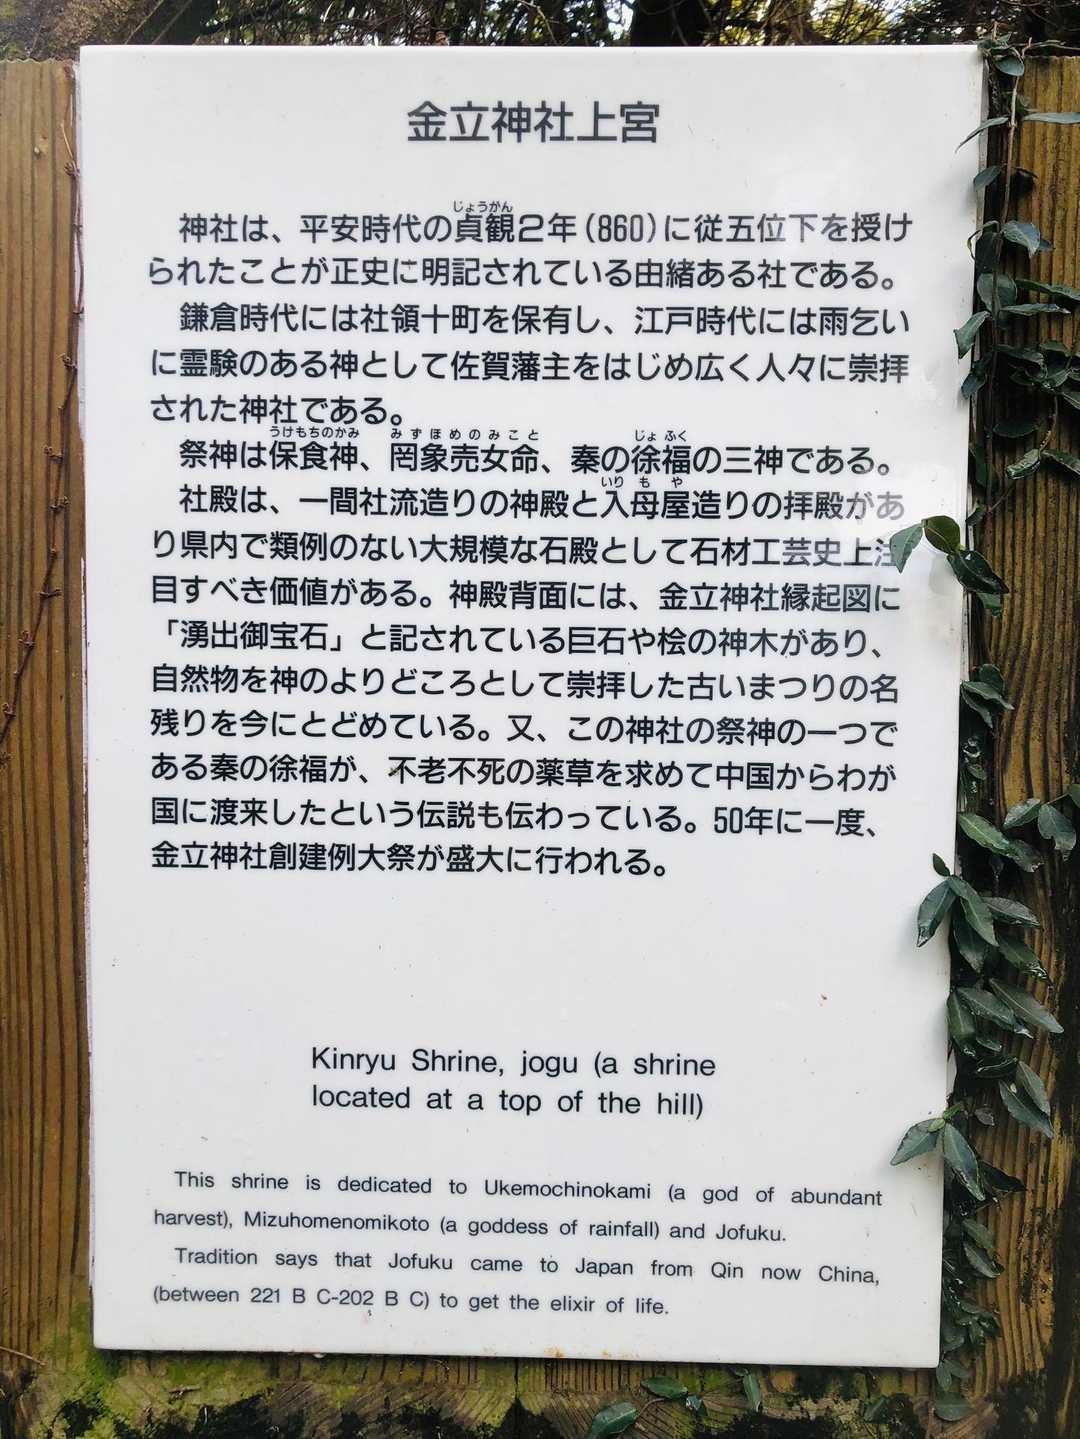 金立神社上宮
じょうがん
神社は、平安時代の貞観2年(860)に従五位下を授け
られたことが正史に明記されている由緒ある社である。
鎌倉時代には社領十町を保有し、江戸時代には雨乞い
に霊験のある神として佐賀藩主をはじめ広く人々に崇拝
された神社である。
うけもちのかみ みずほめのみこと じょふく
祭神は保食神、罔象売女命、秦の徐福の三神である。
いりもや
社殿は、一間社流造りの神殿と入母屋造りの拝殿があ
り県内で類例のない大規模な石殿として石材工芸史上注
目すべき価値がある。神殿背面には、金立神社縁起図に
「湧出御宝石」と記されている巨石や桧の神木があり、
自然物を神のよりどころとして崇拝した古いまつりの名
残りを今にとどめている。又、この神社の祭神の一つで
ある秦の徐福が、不老不死の薬草を求めて中国からわが
国に渡来したという伝説も伝わっている。50年に一度、
金立神社創建例大祭が盛大に行われる。
Kinryu Shrine, jogu (a shrine
located at a top of the hill)
This shrine is dedicated to Ukemochinokami (a god of abundant
harvest), Mizuhomenomikoto (a goddess of rainfall) and Jofuku.
Tradition says that Jofuku came to Japan from Qin now China,
(between 221 B C-202 B C) to get the elixir of life.